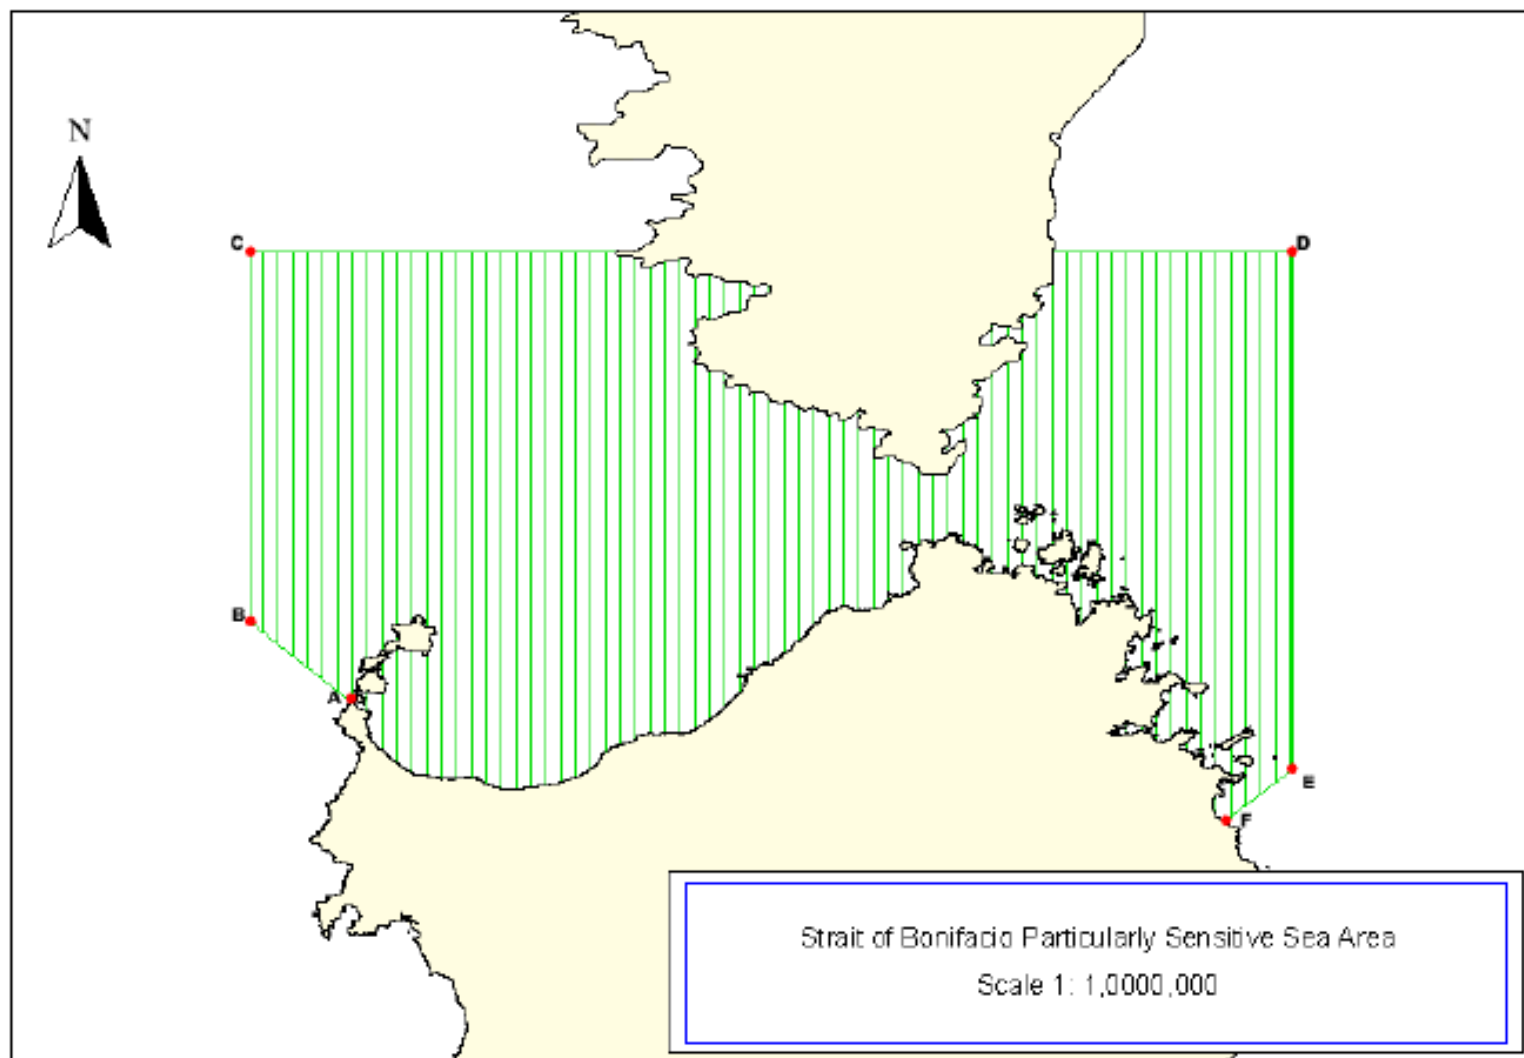 N
C
D
B
A
E
F
Strait of Bonifacio Particularly Sensitive Sea Area
Scale 1: 1,0000,000